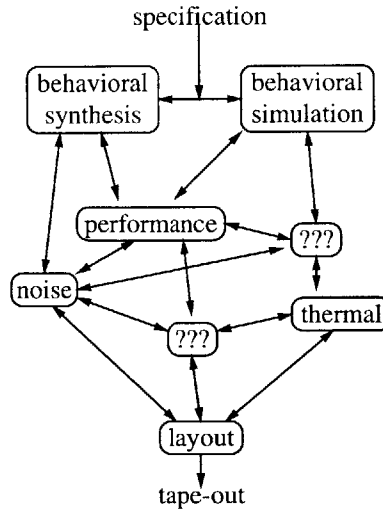 specification
behavioral
synthesis
behavioral
simulation
performance
???
noise
thermal
???
layout
tape-out